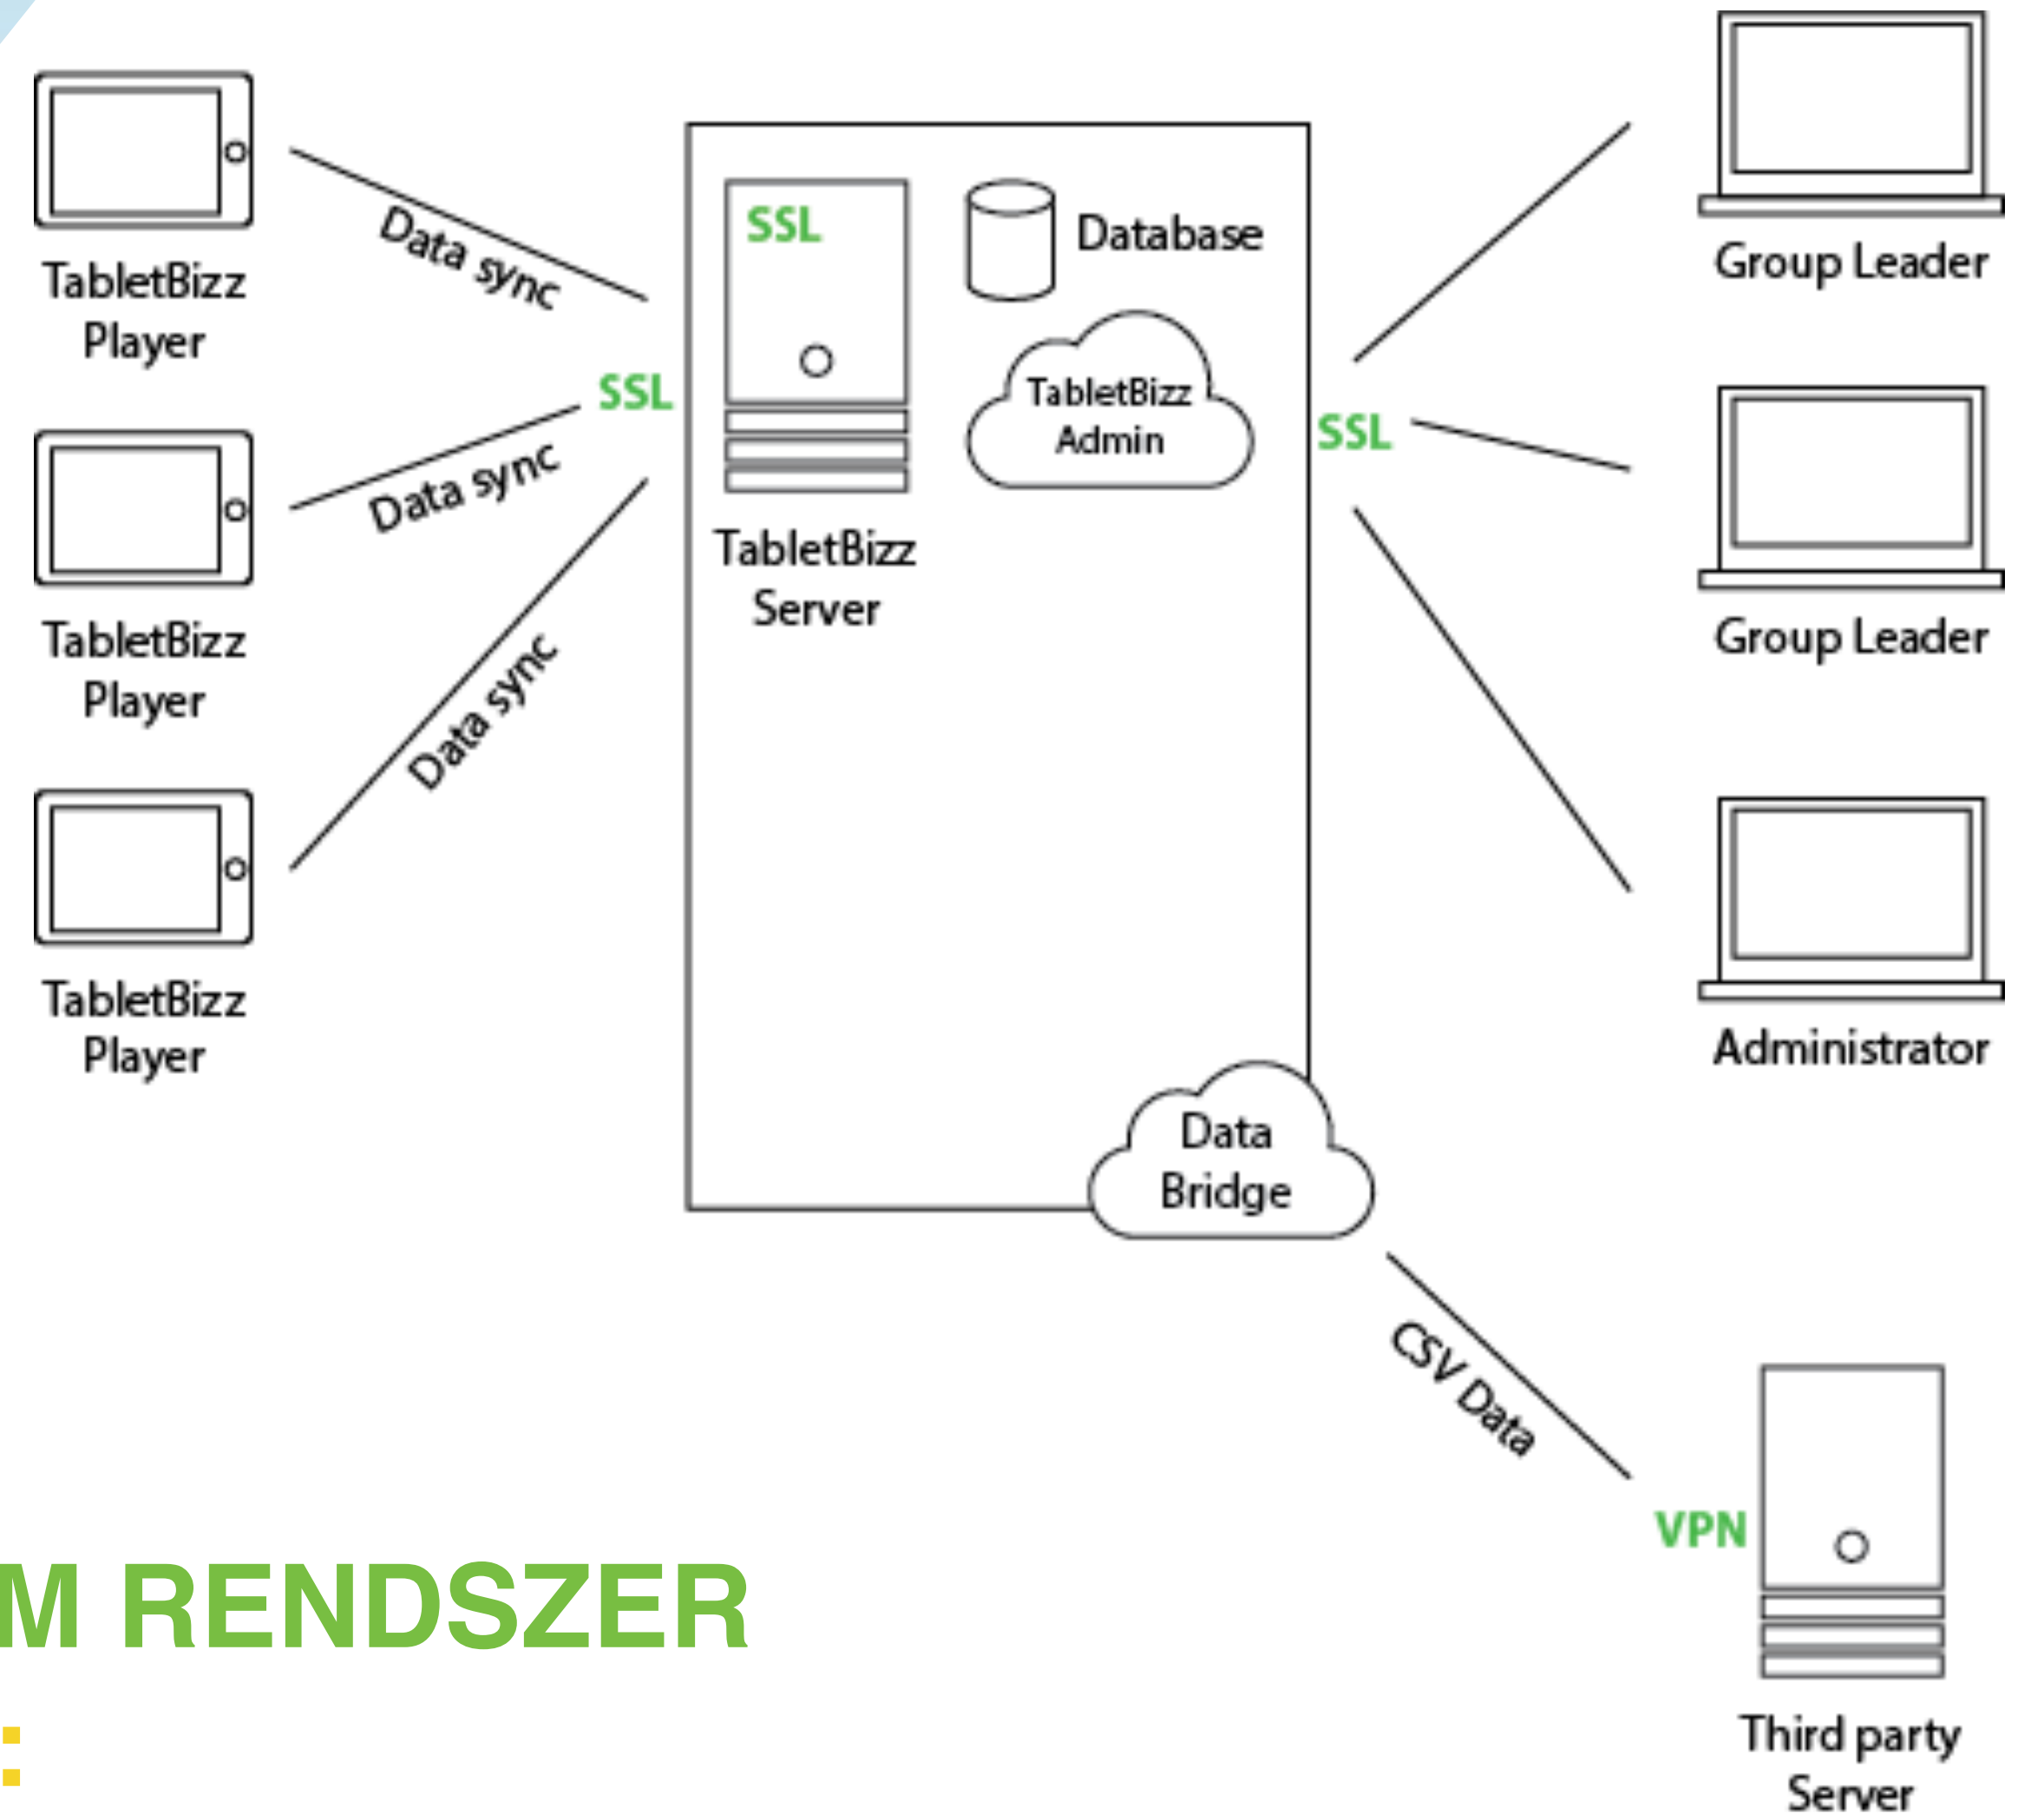 TabletBizz
Player
TabletBizz
Player
TabletBizz
Player
Data sync
Data sync
Data sync
SSL
SSL
Database
TabletBizz
Admin
TabletBizz
Server
SSL
Group Leader
Group Leader
Administrator
Data
Bridge
CSV Data
VPN
Third party
Server
M RENDSZER
: